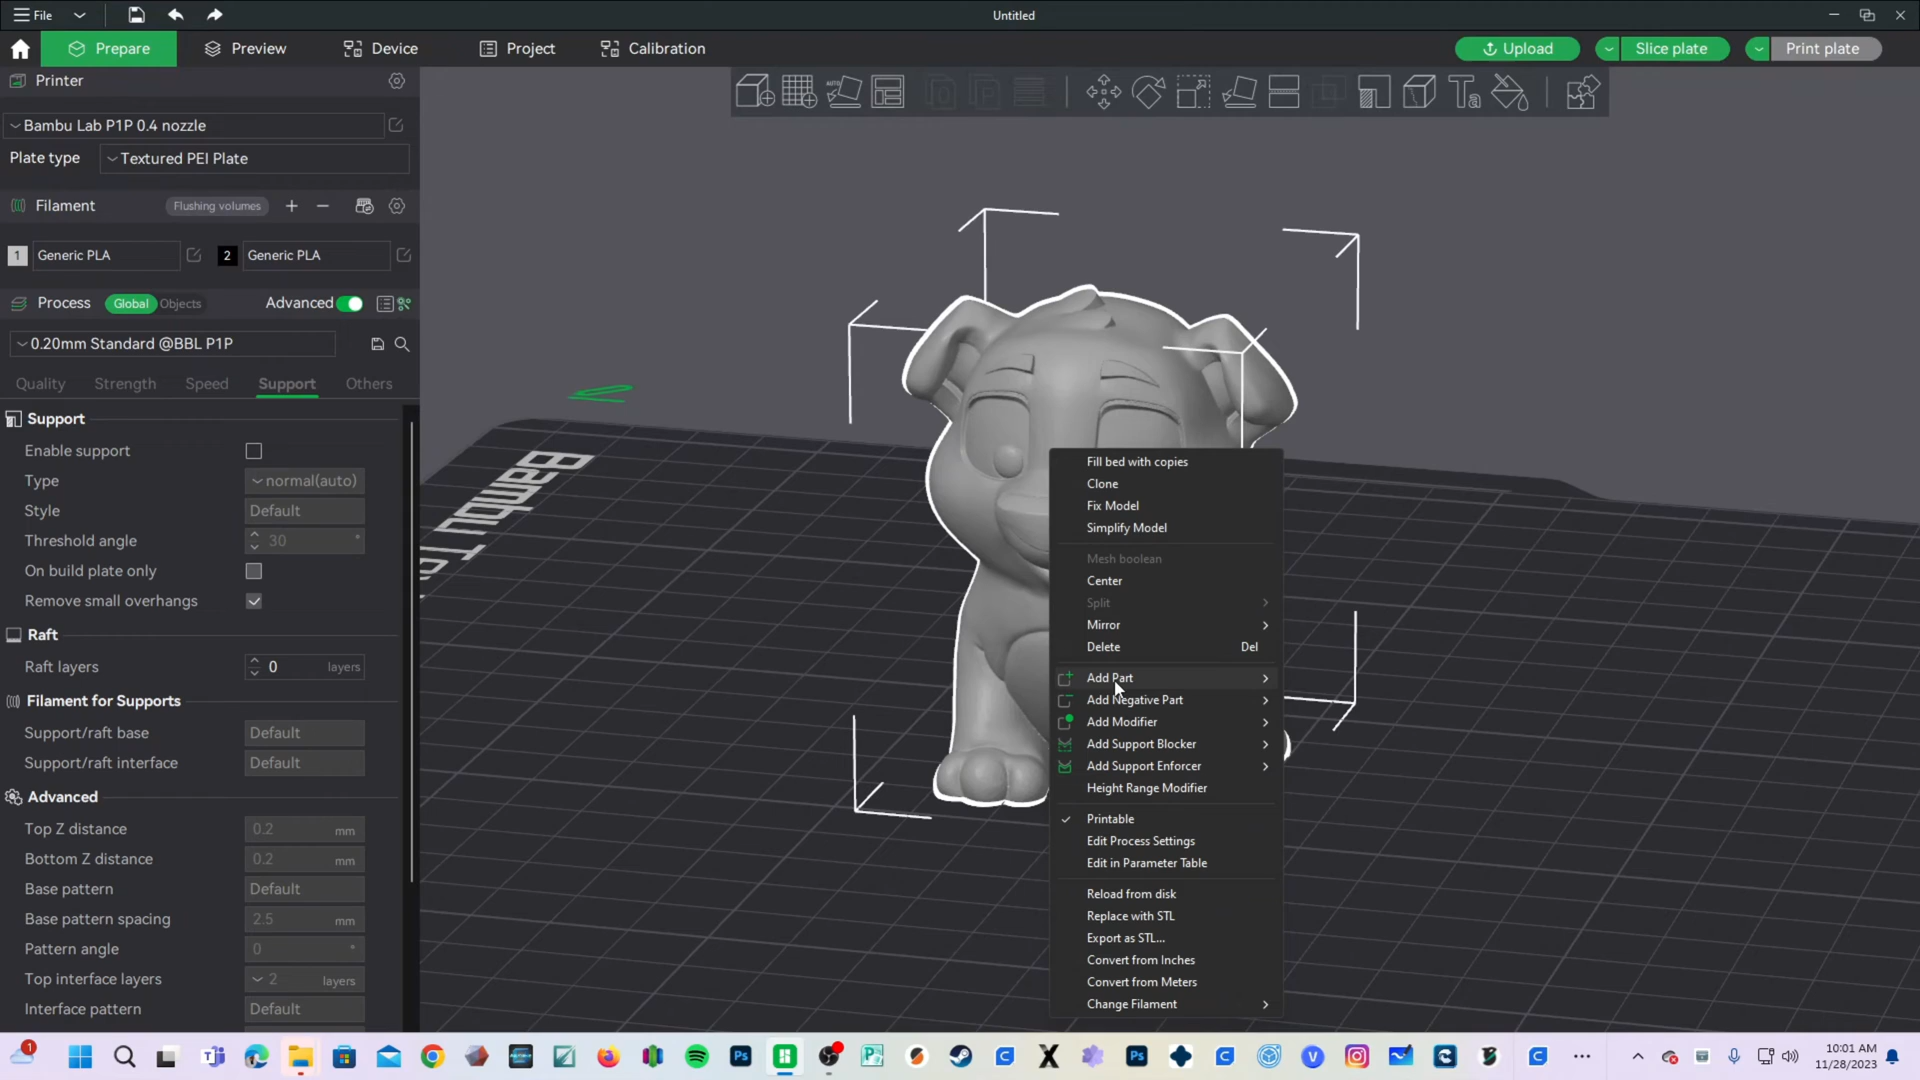 File
Untitled
Prepare
Preview
Device
Project
Calibration
Upload
Slice plate
Print plate
Printer
Bambu Lab P1P 0.4 nozzle
Plate type
Textured PEI Plate
Filament
Flushing volumes
1
Generic PLA
2
Generic PLA
Process
Global
Objects
Advanced
0.20mm Standard @BBL P1P
Quality
Strength
Speed
Support
Others
Support
Enable support
Type
normal(auto)
Style
Default
Threshold angle
30 °
On build plate only
Remove small overhangs
Raft
Raft layers
0 layers
Filament for Supports
Support/raft base
Default
Support/raft interface
Default
Advanced
Top Z distance
0.2 mm
Bottom Z distance
0.2 mm
Base pattern
Default
Base pattern spacing
2.5 mm
Pattern angle
0 °
Top interface layers
2 layers
Interface pattern
Default
AUTO
Bambu
Fill bed with copies
Clone
Fix Model
Simplify Model
Mesh boolean
Center
Split
Mirror
Delete Del
Add Part
Add Negative Part
Add Modifier
Add Support Blocker
Add Support Enforcer
Height Range Modifier
Printable
Edit Process Settings
Edit in Parameter Table
Reload from disk
Replace with STL
Export as STL...
Convert from Inches
Convert from Meters
Change Filament
1
10:01 AM
11/28/2023